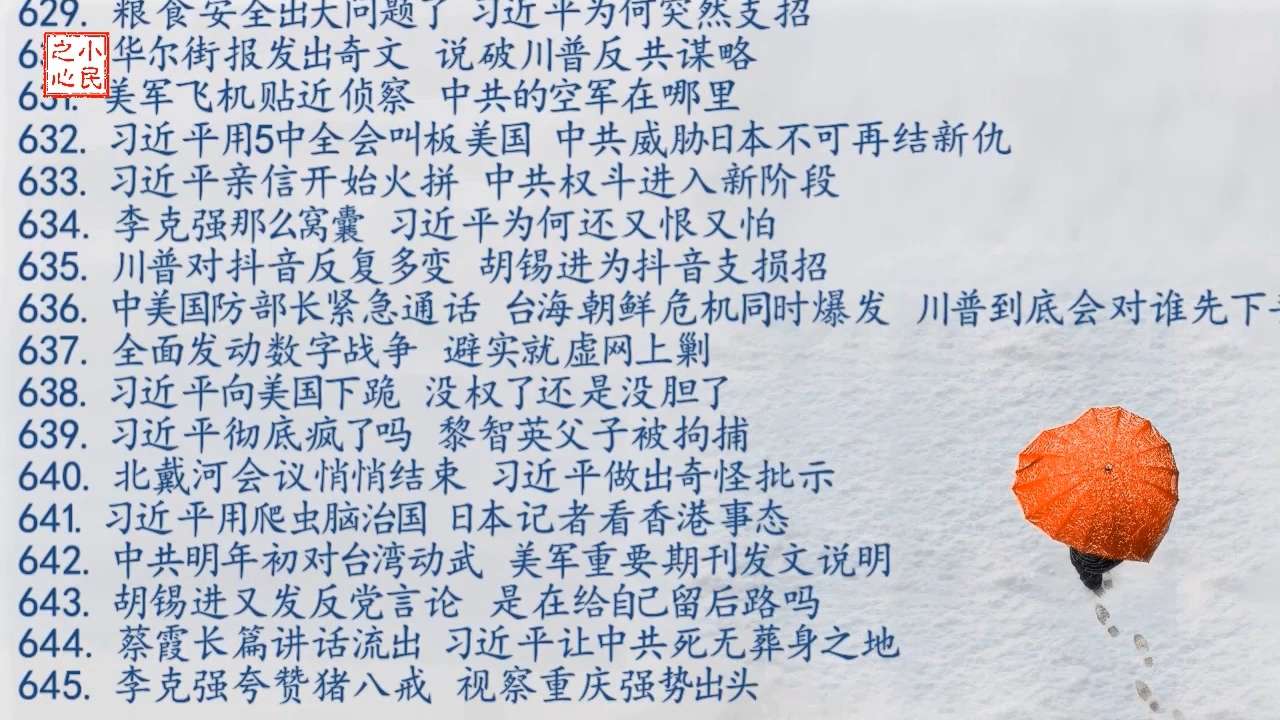 629. 粮食安全出大问题了 习近平为何突然支招
小民之心
华尔街报发出奇文 说破川普反共谋略
631. 美军飞机贴近侦察 中共的空军在哪里
632. 习近平用5中全会叫板美国 中共威胁日本不可再结新仇
633. 习近平亲信开始火拼 中共权斗进入新阶段
634. 李克强那么窝囊 习近平为何还又恨又怕
635. 川普对抖音反复多变 胡锡进为抖音支损招
636. 中美国防部长紧急通话 台海朝鲜危机同时爆发 川普到底会对谁先下
637. 全面发动数字战争 避实就虚网上剿
638. 习近平向美国下跪 没权了还是没胆了
639. 习近平彻底疯了吗 黎智英父子被拘捕
640. 北戴河会议悄悄结束 习近平做出奇怪批示
641. 习近平用爬虫脑治国 日本记者看香港事态
642. 中共明年初对台湾动武 美军重要期刊发文说明
643. 胡锡进又发反党言论 是在给自己留后路吗
644. 蔡霞长篇讲话流出 习近平让中共死无葬身之地
645. 李克强夸赞猪八戒 视察重庆强势出头